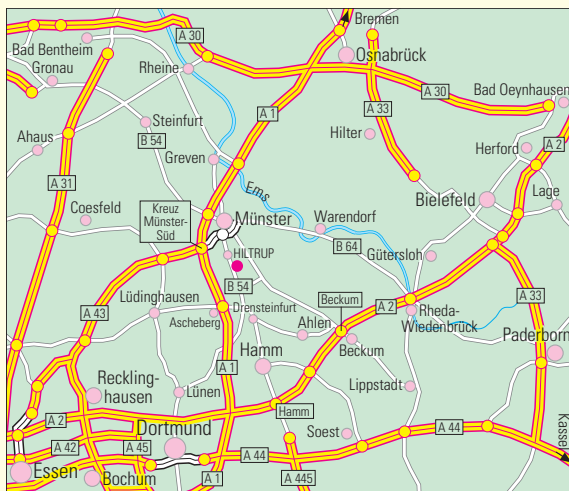 Bremen
A 30
Bad Bentheim
Gronau
Osnabrück
Rheine
A 30
Bad Oeynhausen
A 33
A 1
Steinfurt
B 54
Hilter
Ahaus
Herford
A 2
Greven
A 31
Ems
Bielefeld
Lage
Coesfeld
Kreuz
Münster-
Süd
Münster
Warendorf
B 64
HILTRUP
Gütersloh
B 54
Beckum
A 2
A 33
Lüdinghausen
Drensteinfurt
Rheda-
Wiedenbrück
A 43
Ascheberg
Ahlen
Beckum
Paderborn
A 1
Hamm
Reckling-
hausen
Lünen
Lippstadt
A 2
Hamm
Dortmund
Soest
A 44
Kassel
A 42
A 45
A 44
Essen
Bochum
A 1
A 445